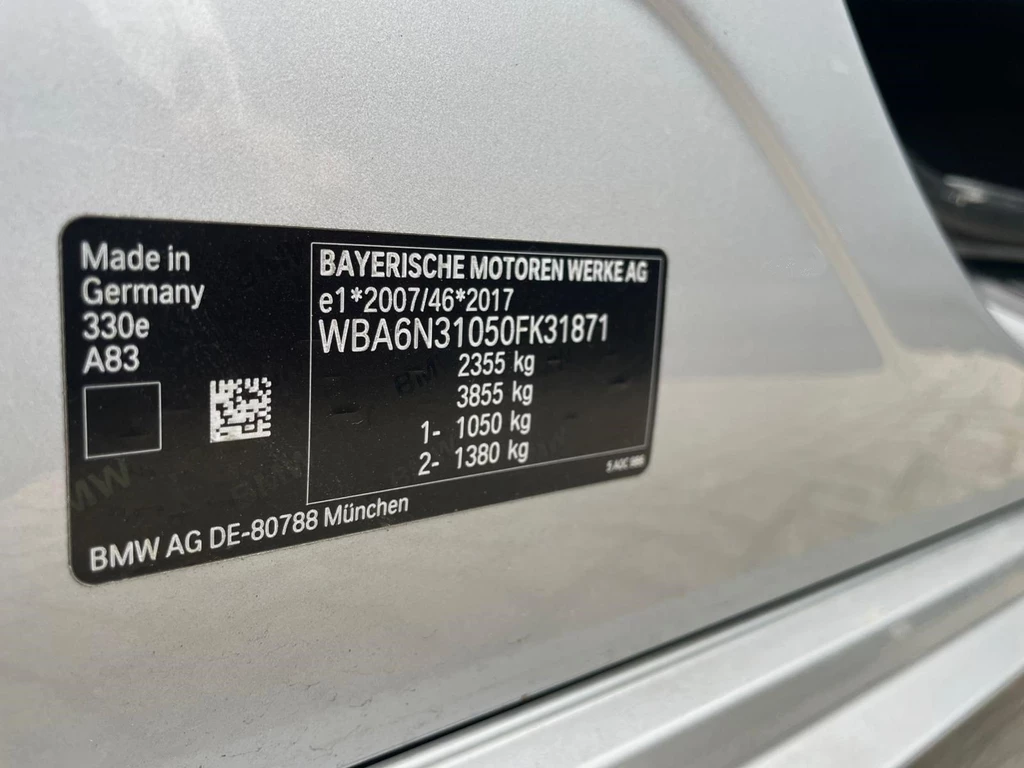 Made in
Germany
330e
A83
BAYERISCHE MOTOREN WERKE AG
e1*2007/46*2017
WBA6N31050FK31871
2355 kg
3855 kg
1- 1050 kg
2- 1380 kg
BMW AG DE-80788 München